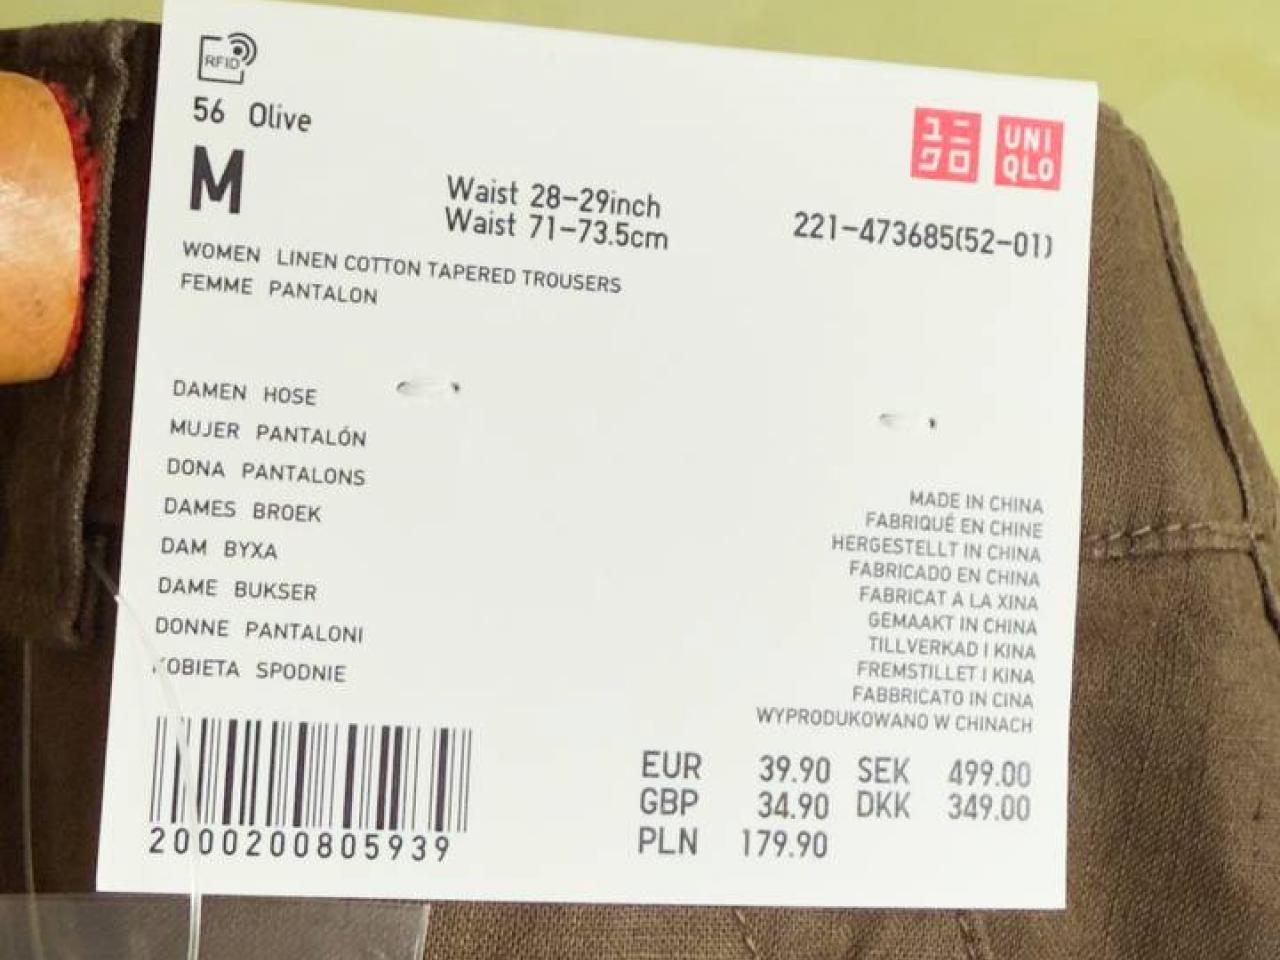 RFID
56 Olive
M
Waist 28-29inch
Waist 71-73.5cm
ユニ
クロ
UNI
QLO
221-473685(52-01)
WOMEN LINEN COTTON TAPERED TROUSERS
FEMME PANTALON
DAMEN HOSE
MUJER PANTALÓN
DONA PANTALONS
DAMES BROEK
DAM BYXA
DAME BUKSER
DONNE PANTALONI
KOBIETA SPODNIE
MADE IN CHINA
FABRIQUÉ EN CHINE
HERGESTELLT IN CHINA
FABRICADO EN CHINA
FABRICAT A LA XINA
GEMAAKT IN CHINA
TILLVERKAD I KINA
FREMSTILLET I KINA
FABBRICATO IN CINA
WYPRODUKOWANO W CHINACH
2000200805939
EUR 39.90 SEK 499.00
GBP 34.90 DKK 349.00
PLN 179.90